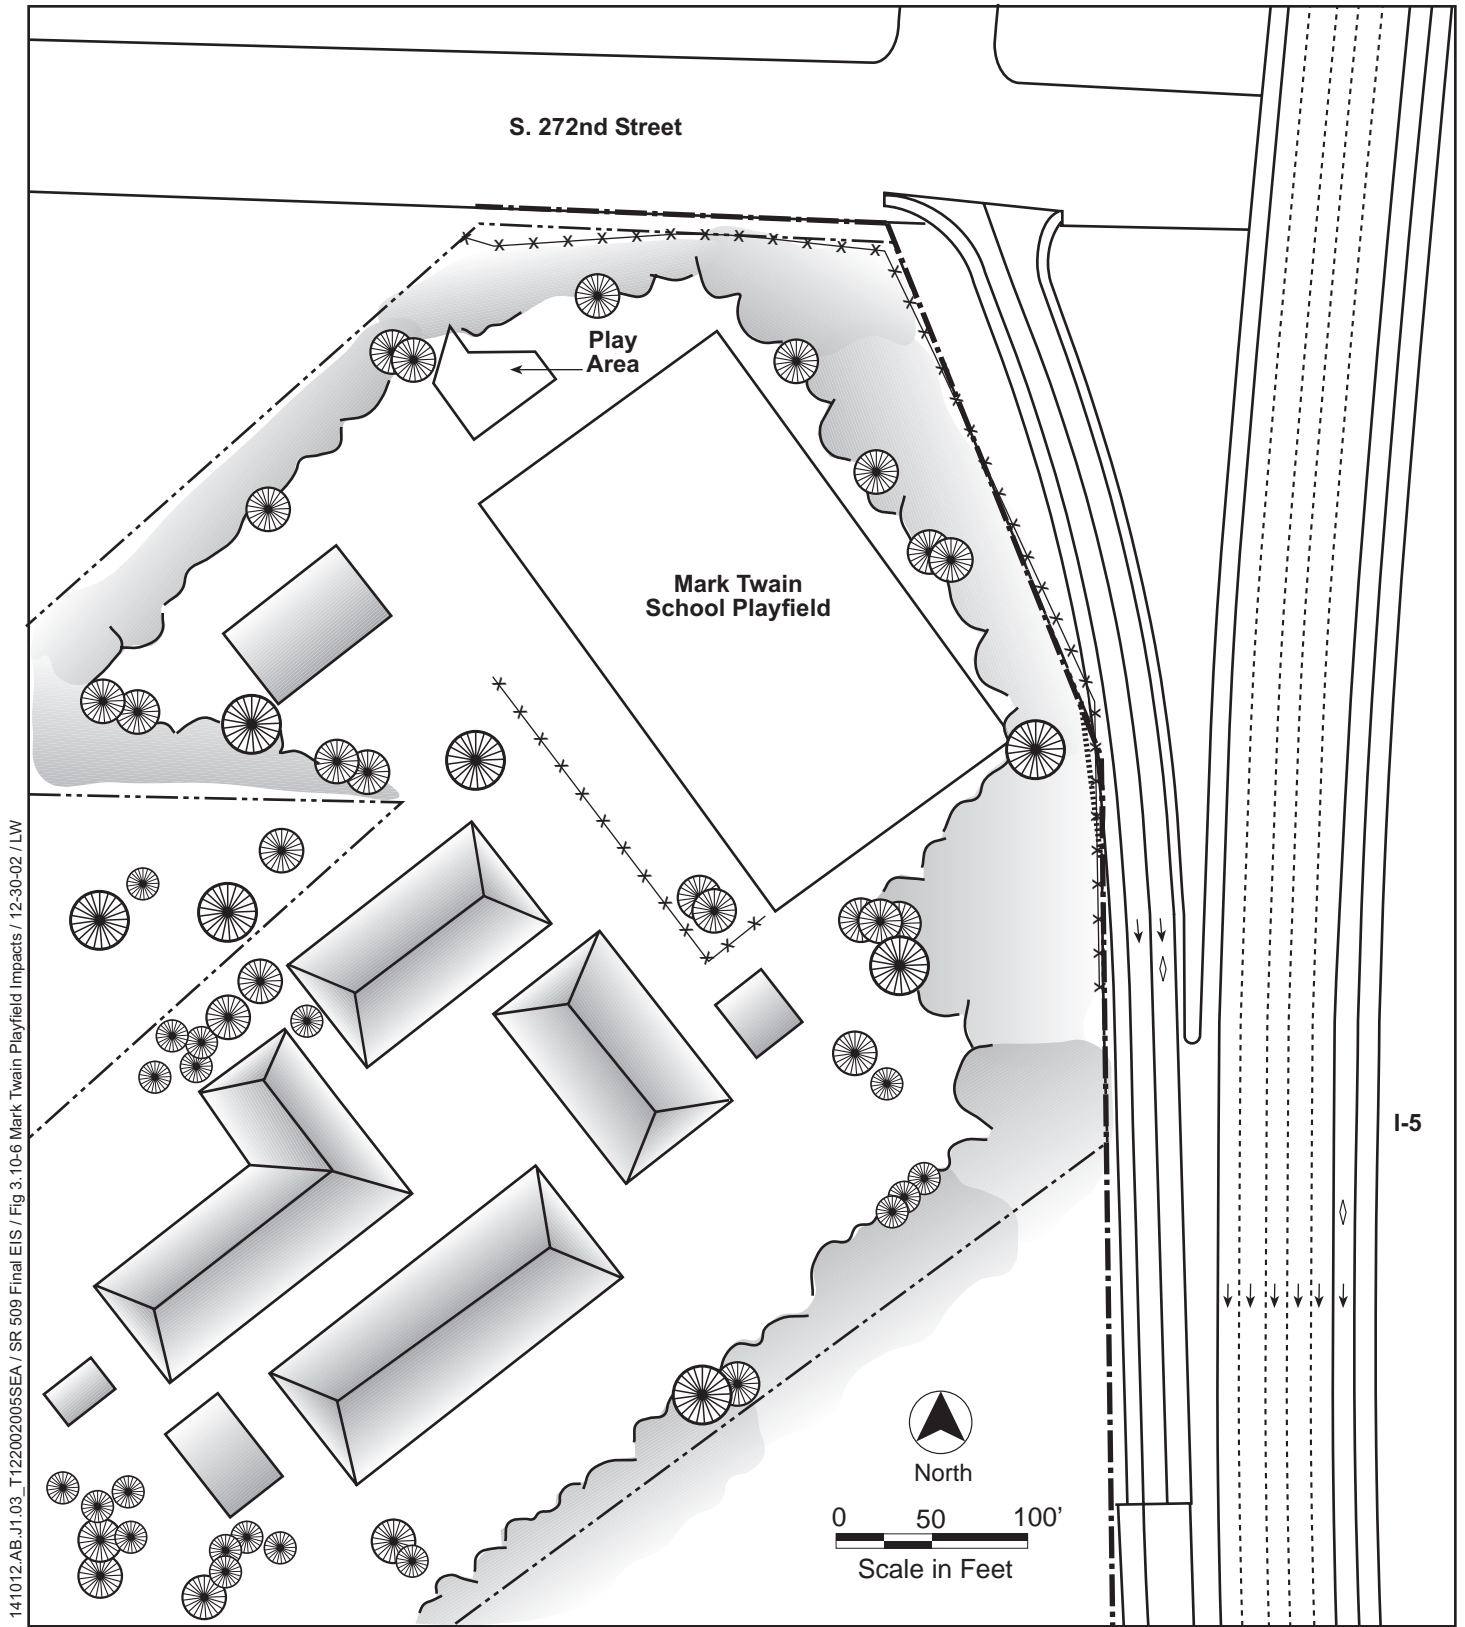 S. 272nd Street
Play
Area
Mark Twain
School Playfield
I-5
North
0 50 100’
Scale in Feet
141012.AB.J1.03_T122002005SEA / SR 509 Final EIS / Fig 3.10-6 Mark Twain Playfield Impacts / 12-30-02 / LW